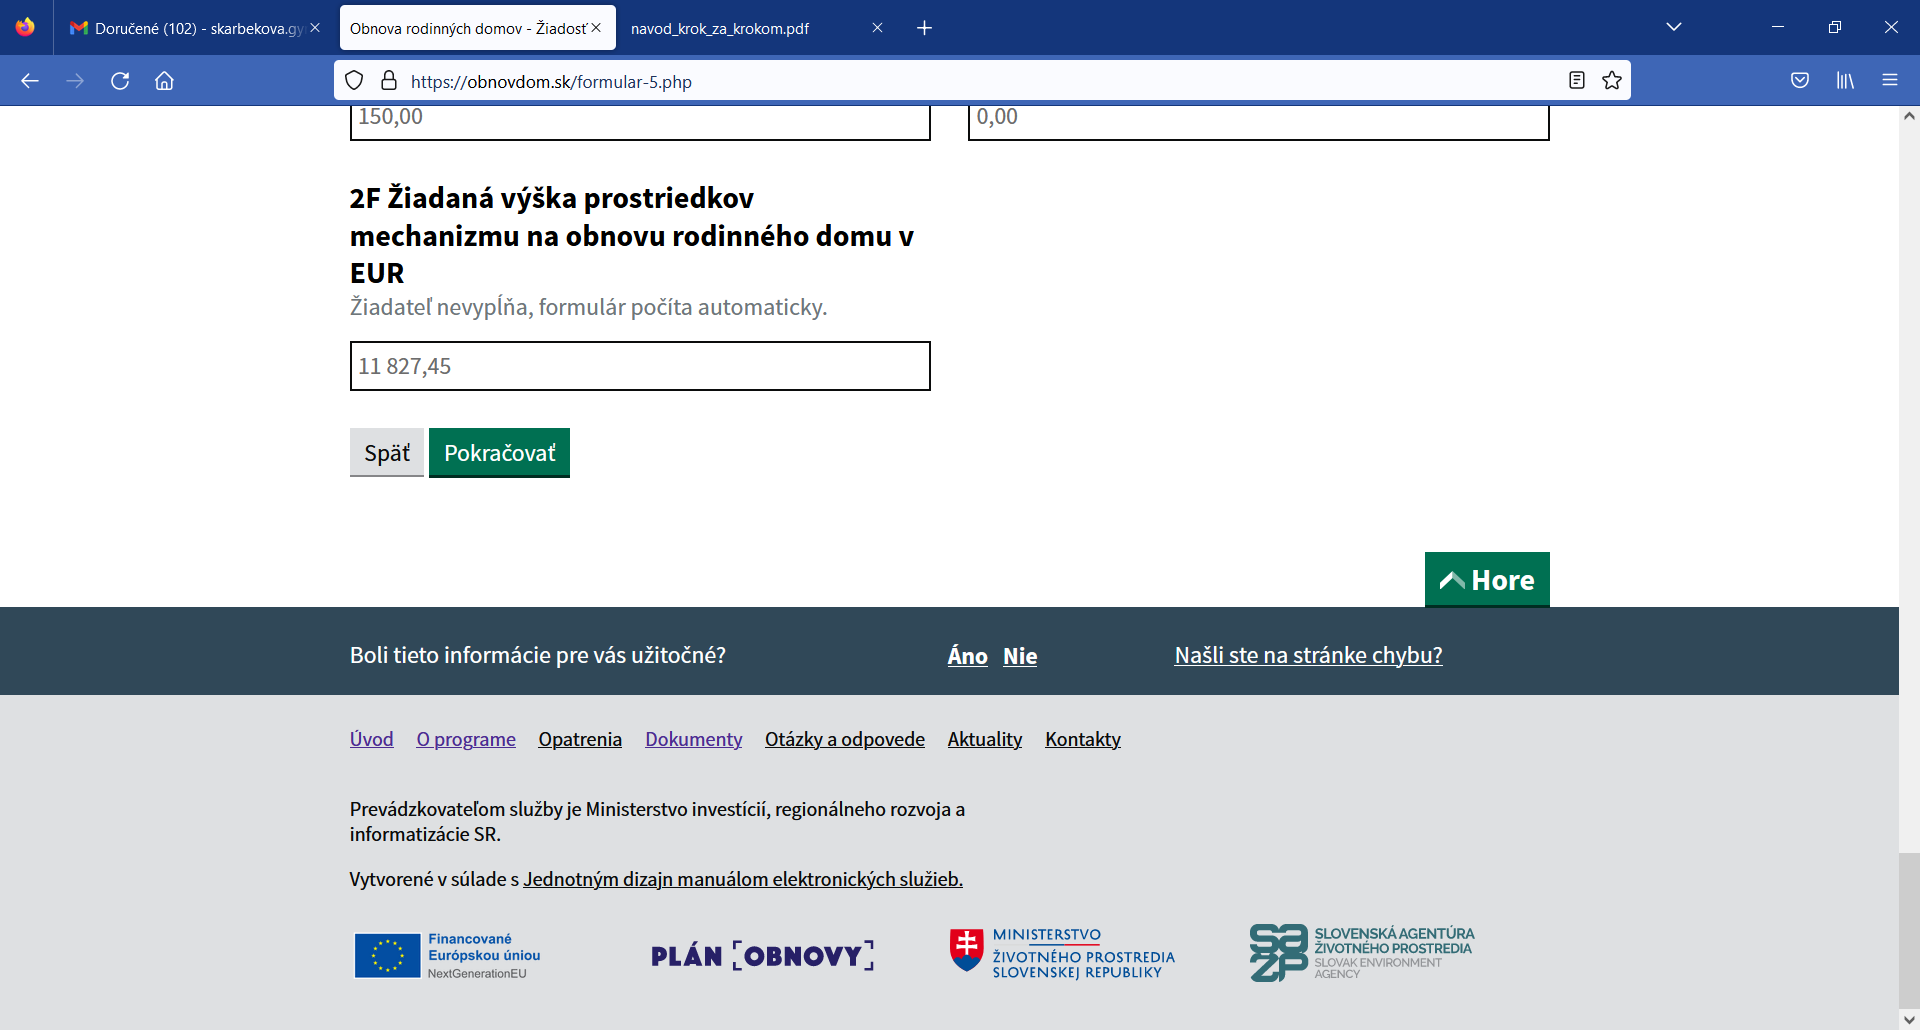 Doručené (102) - skarbekova.gy
Obnova rodinných domov - Žiadosť
navod_krok_za_krokom.pdf
https://obnovdom.sk/formular-5.php
150,00
0,00
2F Žiadaná výška prostriedkov
mechanizmu na obnovu rodinného domu v
EUR
Žiadateľ nevypĺňa, formulár počíta automaticky.
11 827,45
Späť
Pokračovať
Hore
Boli tieto informácie pre vás užitočné?
Áno
Nie
Našli ste na stránke chybu?
Úvod
O programe
Opatrenia
Dokumenty
Otázky a odpovede
Aktuality
Kontakty
Prevádzkovateľom služby je Ministerstvo investícií, regionálneho rozvoja a
informatizácie SR.
Vytvorené v súlade s Jednotným dizajn manuálom elektronických služieb.
Financované
Európskou úniou
NextGenerationEU
PLÁN [OBNOVY]
MINISTERSTVO
ŽIVOTNÉHO PROSTREDIA
SLOVENSKEJ REPUBLIKY
SAŽP
SLOVENSKÁ AGENTÚRA
ŽIVOTNÉHO PROSTREDIA
SLOVAK ENVIRONMENT
AGENCY